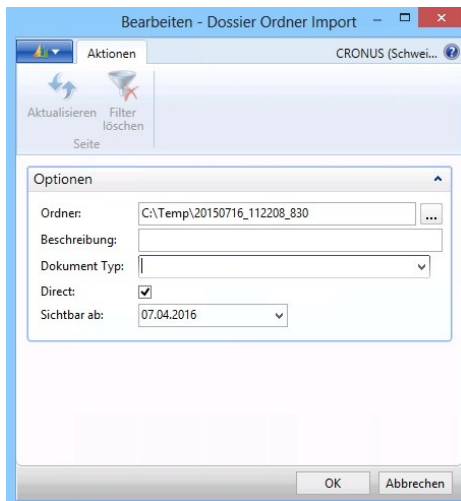 Bearbeiten - Dossier Ordner Import
Aktionen
CRONUS (Schwei...
Aktualisieren
Filter
löschen
Seite
Optionen
Ordner: C:\Temp\20150716_112208_830 ...
Beschreibung:
Dokument Typ:
Direct:
Sichtbar ab: 07.04.2016
OK Abbrechen